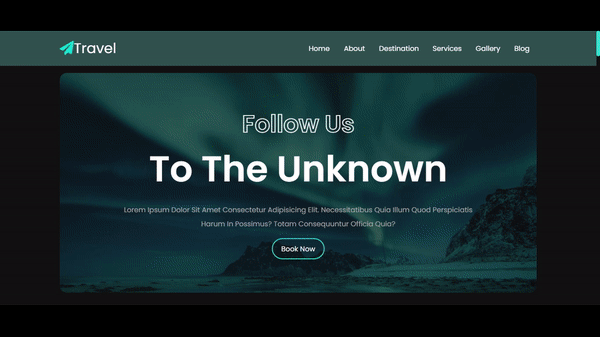 Travel
Home About Destination Services Gallery Blog
Follow Us
To The Unknown
Lorem Ipsum Dolor Sit Amet Consectetur Adipisicing Elit. Necessitatibus Quia Illum Quod Perspiciatis
Harum In Possimus? Totam Consequuntur Officia Quia?
Book Now